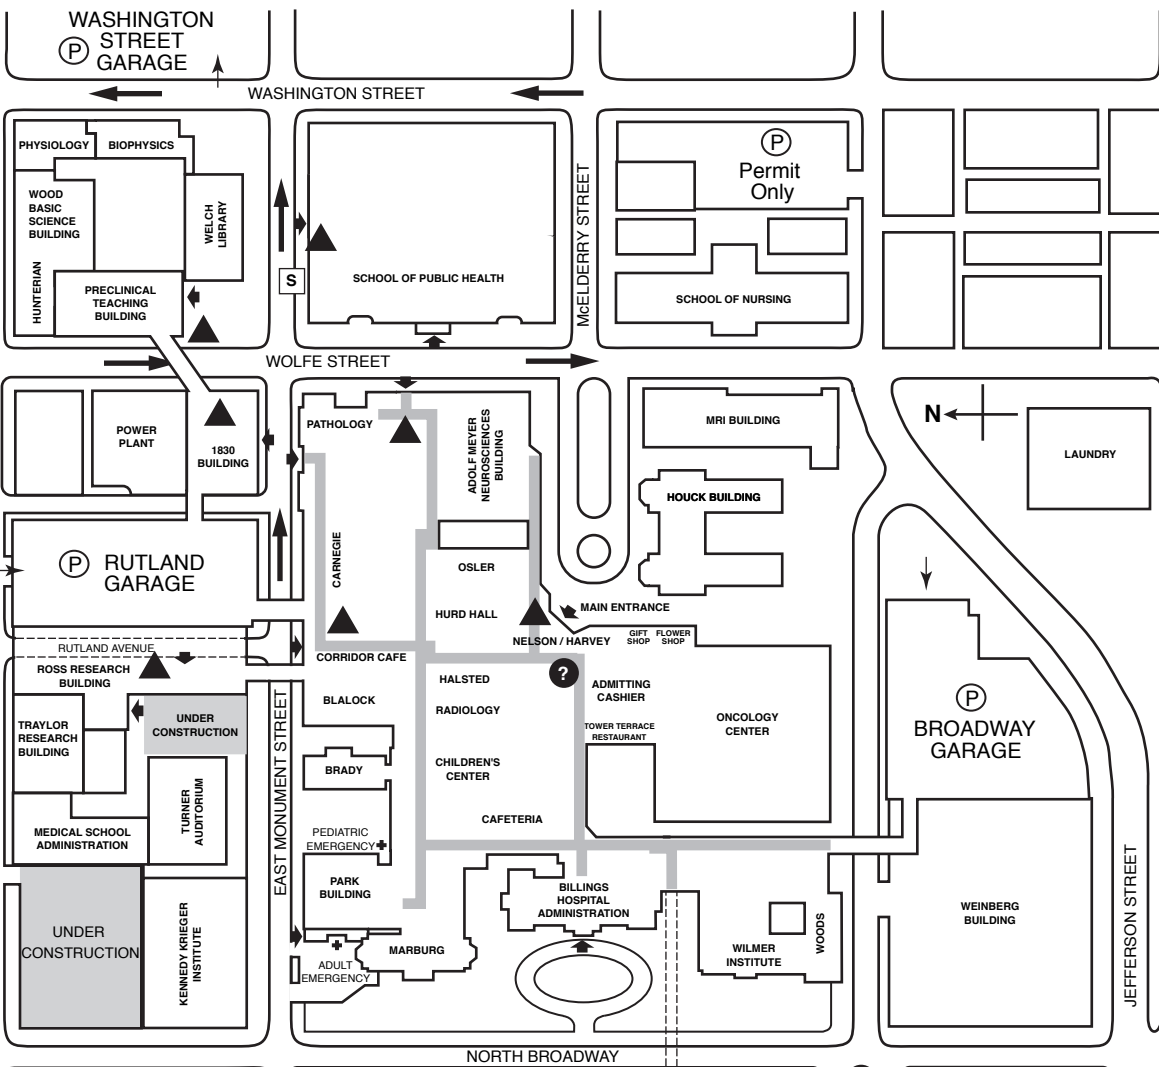 WASHINGTON
STREET
GARAGE
P
WASHINGTON STREET
PHYSIOLOGY
BIOPHYSICS
WOOD
BASIC
SCIENCE
BUILDING
WELCH
LIBRARY
HUNTERIAN
PRECLINICAL
TEACHING
BUILDING
S
SCHOOL OF PUBLIC HEALTH
McELDERRY STREET
P
Permit
Only
SCHOOL OF NURSING
WOLFE STREET
POWER
PLANT
1830
BUILDING
PATHOLOGY
ADOLF MEYER
NEUROSCIENCES
BUILDING
MRI BUILDING
N
LAUNDRY
HOUCK BUILDING
P
RUTLAND
GARAGE
CARNEGIE
OSLER
HURD HALL
MAIN ENTRANCE
NELSON / HARVEY
GIFT
SHOP
FLOWER
SHOP
RUTLAND AVENUE
ROSS RESEARCH
BUILDING
CORRIDOR CAFE
?
HALSTED
ADMITTING
CASHIER
BLALOCK
RADIOLOGY
TRAYLOR
RESEARCH
BUILDING
UNDER
CONSTRUCTION
EAST MONUMENT STREET
TOWER TERRACE
RESTAURANT
ONCOLOGY
CENTER
P
BROADWAY
GARAGE
BRADY
CHILDREN'S
CENTER
TURNER
AUDITORIUM
CAFETERIA
MEDICAL SCHOOL
ADMINISTRATION
PEDIATRIC
EMERGENCY
PARK
BUILDING
BILLINGS
HOSPITAL
ADMINISTRATION
WEINBERG
BUILDING
UNDER
CONSTRUCTION
KENNEDY KRIEGER
INSTITUTE
MARBURG
ADULT
EMERGENCY
WILMER
INSTITUTE
WOODS
JEFFERSON STREET
NORTH BROADWAY